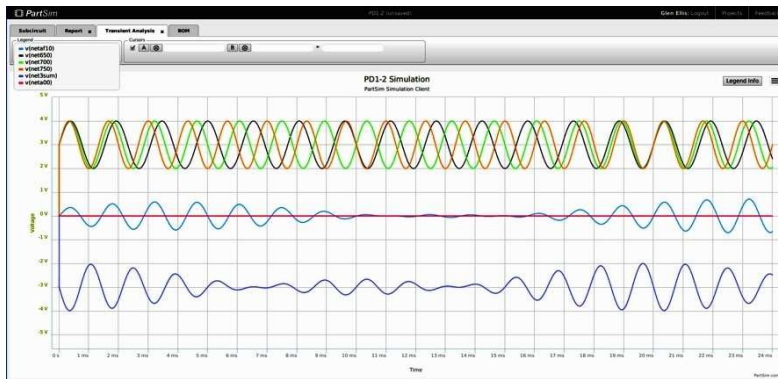 PartSim
PD1-2 (unsaved)
Glen Ellis: Logout Projects Feedback
Subcircuit Report x Transient Analysis x BOM
Legend
v(netaf10)
v(net650)
v(net700)
v(net750)
v(net3sum)
v(neta00)
Cursors
A B
PD1-2 Simulation
PartSim Simulation Client
Legend Info
5 V
4 V
3 V
2 V
1 V
0 V
-1 V
-2 V
-3 V
-4 V
-5 V
Voltage
0 s 1 ms 2 ms 3 ms 4 ms 5 ms 6 ms 7 ms 8 ms 9 ms 10 ms 11 ms 12 ms 13 ms 14 ms 15 ms 16 ms 17 ms 18 ms 19 ms 20 ms 21 ms 22 ms 23 ms 24 ms
Time